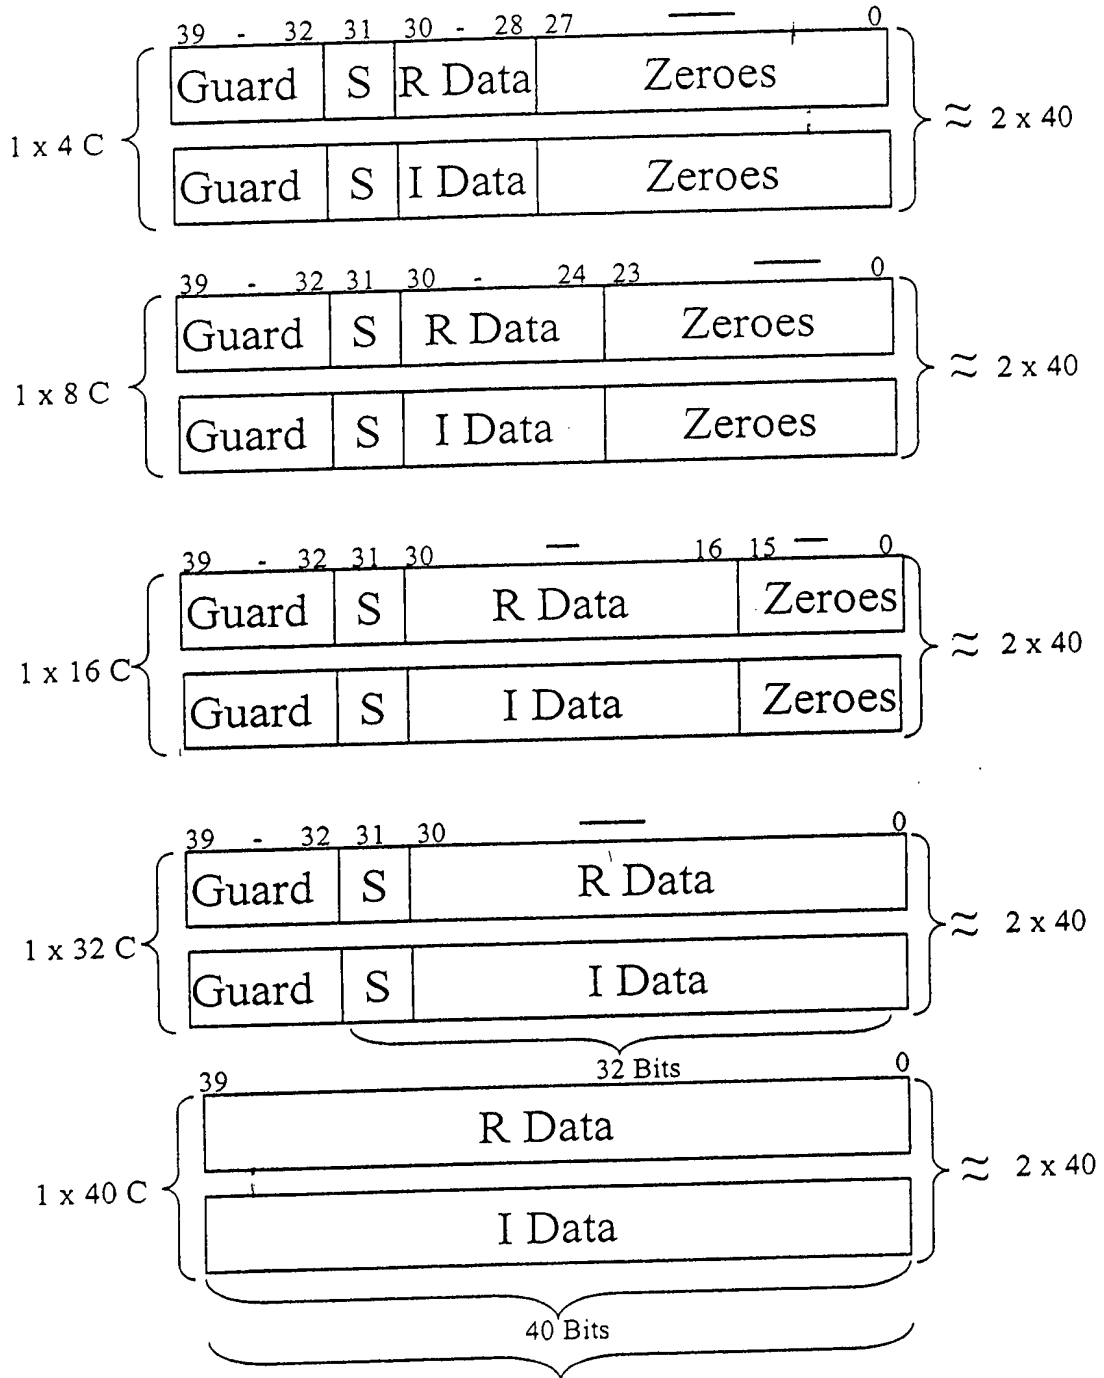 39 - 32 31 30 - 28 27 — 0
Guard S R Data Zeroes
1 x 4 C ≈ 2 x 40
Guard S I Data Zeroes
39 - 32 31 30 - 24 23 — 0
Guard S R Data Zeroes
1 x 8 C ≈ 2 x 40
Guard S I Data Zeroes
39 - 32 31 30 — 16 15 — 0
Guard S R Data Zeroes
1 x 16 C ≈ 2 x 40
Guard S I Data Zeroes
39 - 32 31 30 — 0
Guard S R Data
1 x 32 C ≈ 2 x 40
Guard S I Data
32 Bits
39 0
R Data
1 x 40 C ≈ 2 x 40
I Data
40 Bits